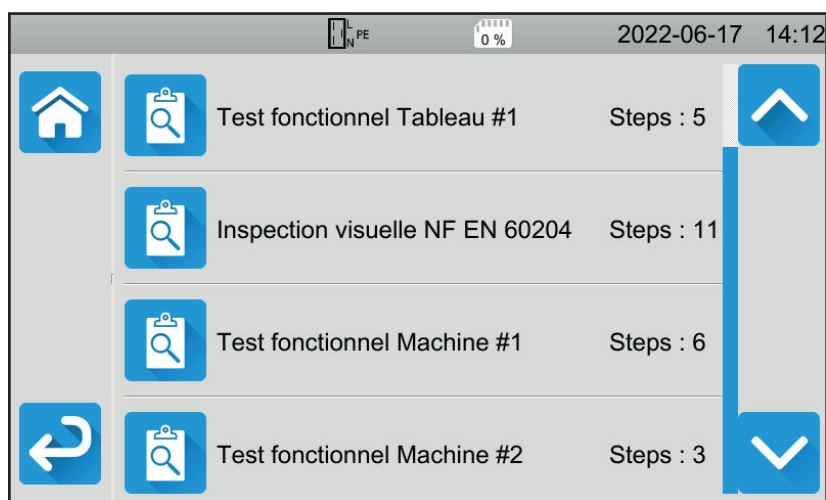 L N PE 0 % 2022-06-17 14:12
Test fonctionnel Tableau #1 Steps : 5
Inspection visuelle NF EN 60204 Steps : 11
Test fonctionnel Machine #1 Steps : 6
Test fonctionnel Machine #2 Steps : 3